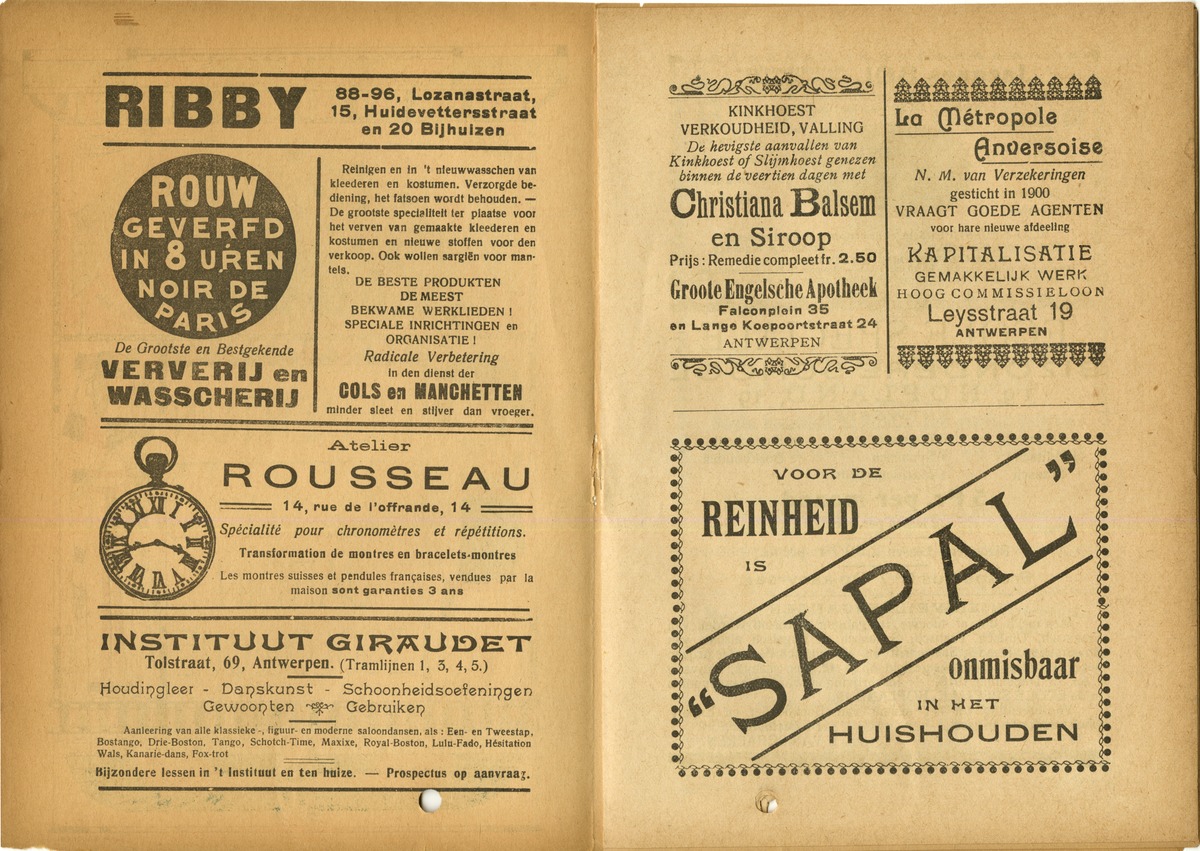 RIBBY
88-96, Lozanastraat,
15, Huidevettersstraat
en 20 Bijhuizen
ROUW
GEVERFD
IN 8 UREN
NOIR DE
PARIS
De Grootste en Bestgekende
VERVERIJ en
WASSCHERIJ
Reinigen en in 't nieuwwasschen van
kleederen en kostumen. Verzorgde be-
diening, het fatsoen wordt behouden. —
De grootste specialiteit ter plaatse voor
het verven van gemaakte kleederen en
kostumen en nieuwe stoffen voor den
verkoop. Ook wollen sargiën voor man-
tels.
DE BESTE PRODUKTEN
DE MEEST
BEKWAME WERKLIEDEN !
SPECIALE INRICHTINGEN en
ORGANISATIE !
Radicale Verbetering
in den dienst der
COLS en MANCHETTEN
minder sleet en stijver dan vroeger.
Atelier
ROUSSEAU
14, rue de l'offrande, 14
Spécialité pour chronomètres et répétitions.
Transformation de montres en bracelets-montres
Les montres suisses et pendules françaises, vendues par la
maison sont garanties 3 ans
INSTITUUT GIRAUDET
Tolstraat, 69, Antwerpen. (Tramlijnen 1, 3, 4, 5.)
Houdingleer - Danskunst - Schoonheidsoefeningen
Gewoonten Gebruiken
Aanleering van alle klassieke-, figuur- en moderne saloondansen, als : Een- en Tweestap,
Bostango, Drie-Boston, Tango, Schotch-Time, Maxixe, Royal-Boston, Lulu-Fado, Hésitation
Wals, Kanarie-dans, Fox-trot
Bijzondere lessen in 't Instituut en ten huize. — Prospectus op aanvraag.
KINKHOEST
VERKOUDHEID, VALLING
De hevigste aanvallen van
Kinkhoest of Slijmhoest genezen
binnen de veertien dagen met
Christiana Balsem
en Siroop
Prijs : Remedie compleet fr. 2.50
Groote Engelsche Apotheek
Falconplein 35
en Lange Koepoortstraat 24
ANTWERPEN
La Métropole
Anversoise
N. M. van Verzekeringen
gesticht in 1900
VRAAGT GOEDE AGENTEN
voor hare nieuwe afdeeling
KAPITALISATIE
GEMAKKELIJK WERK
HOOG COMMISSIELOON
Leysstraat 19
ANTWERPEN
VOOR DE
REINHEID
IS
“SAPAL”
onmisbaar
IN HET
HUISHOUDEN